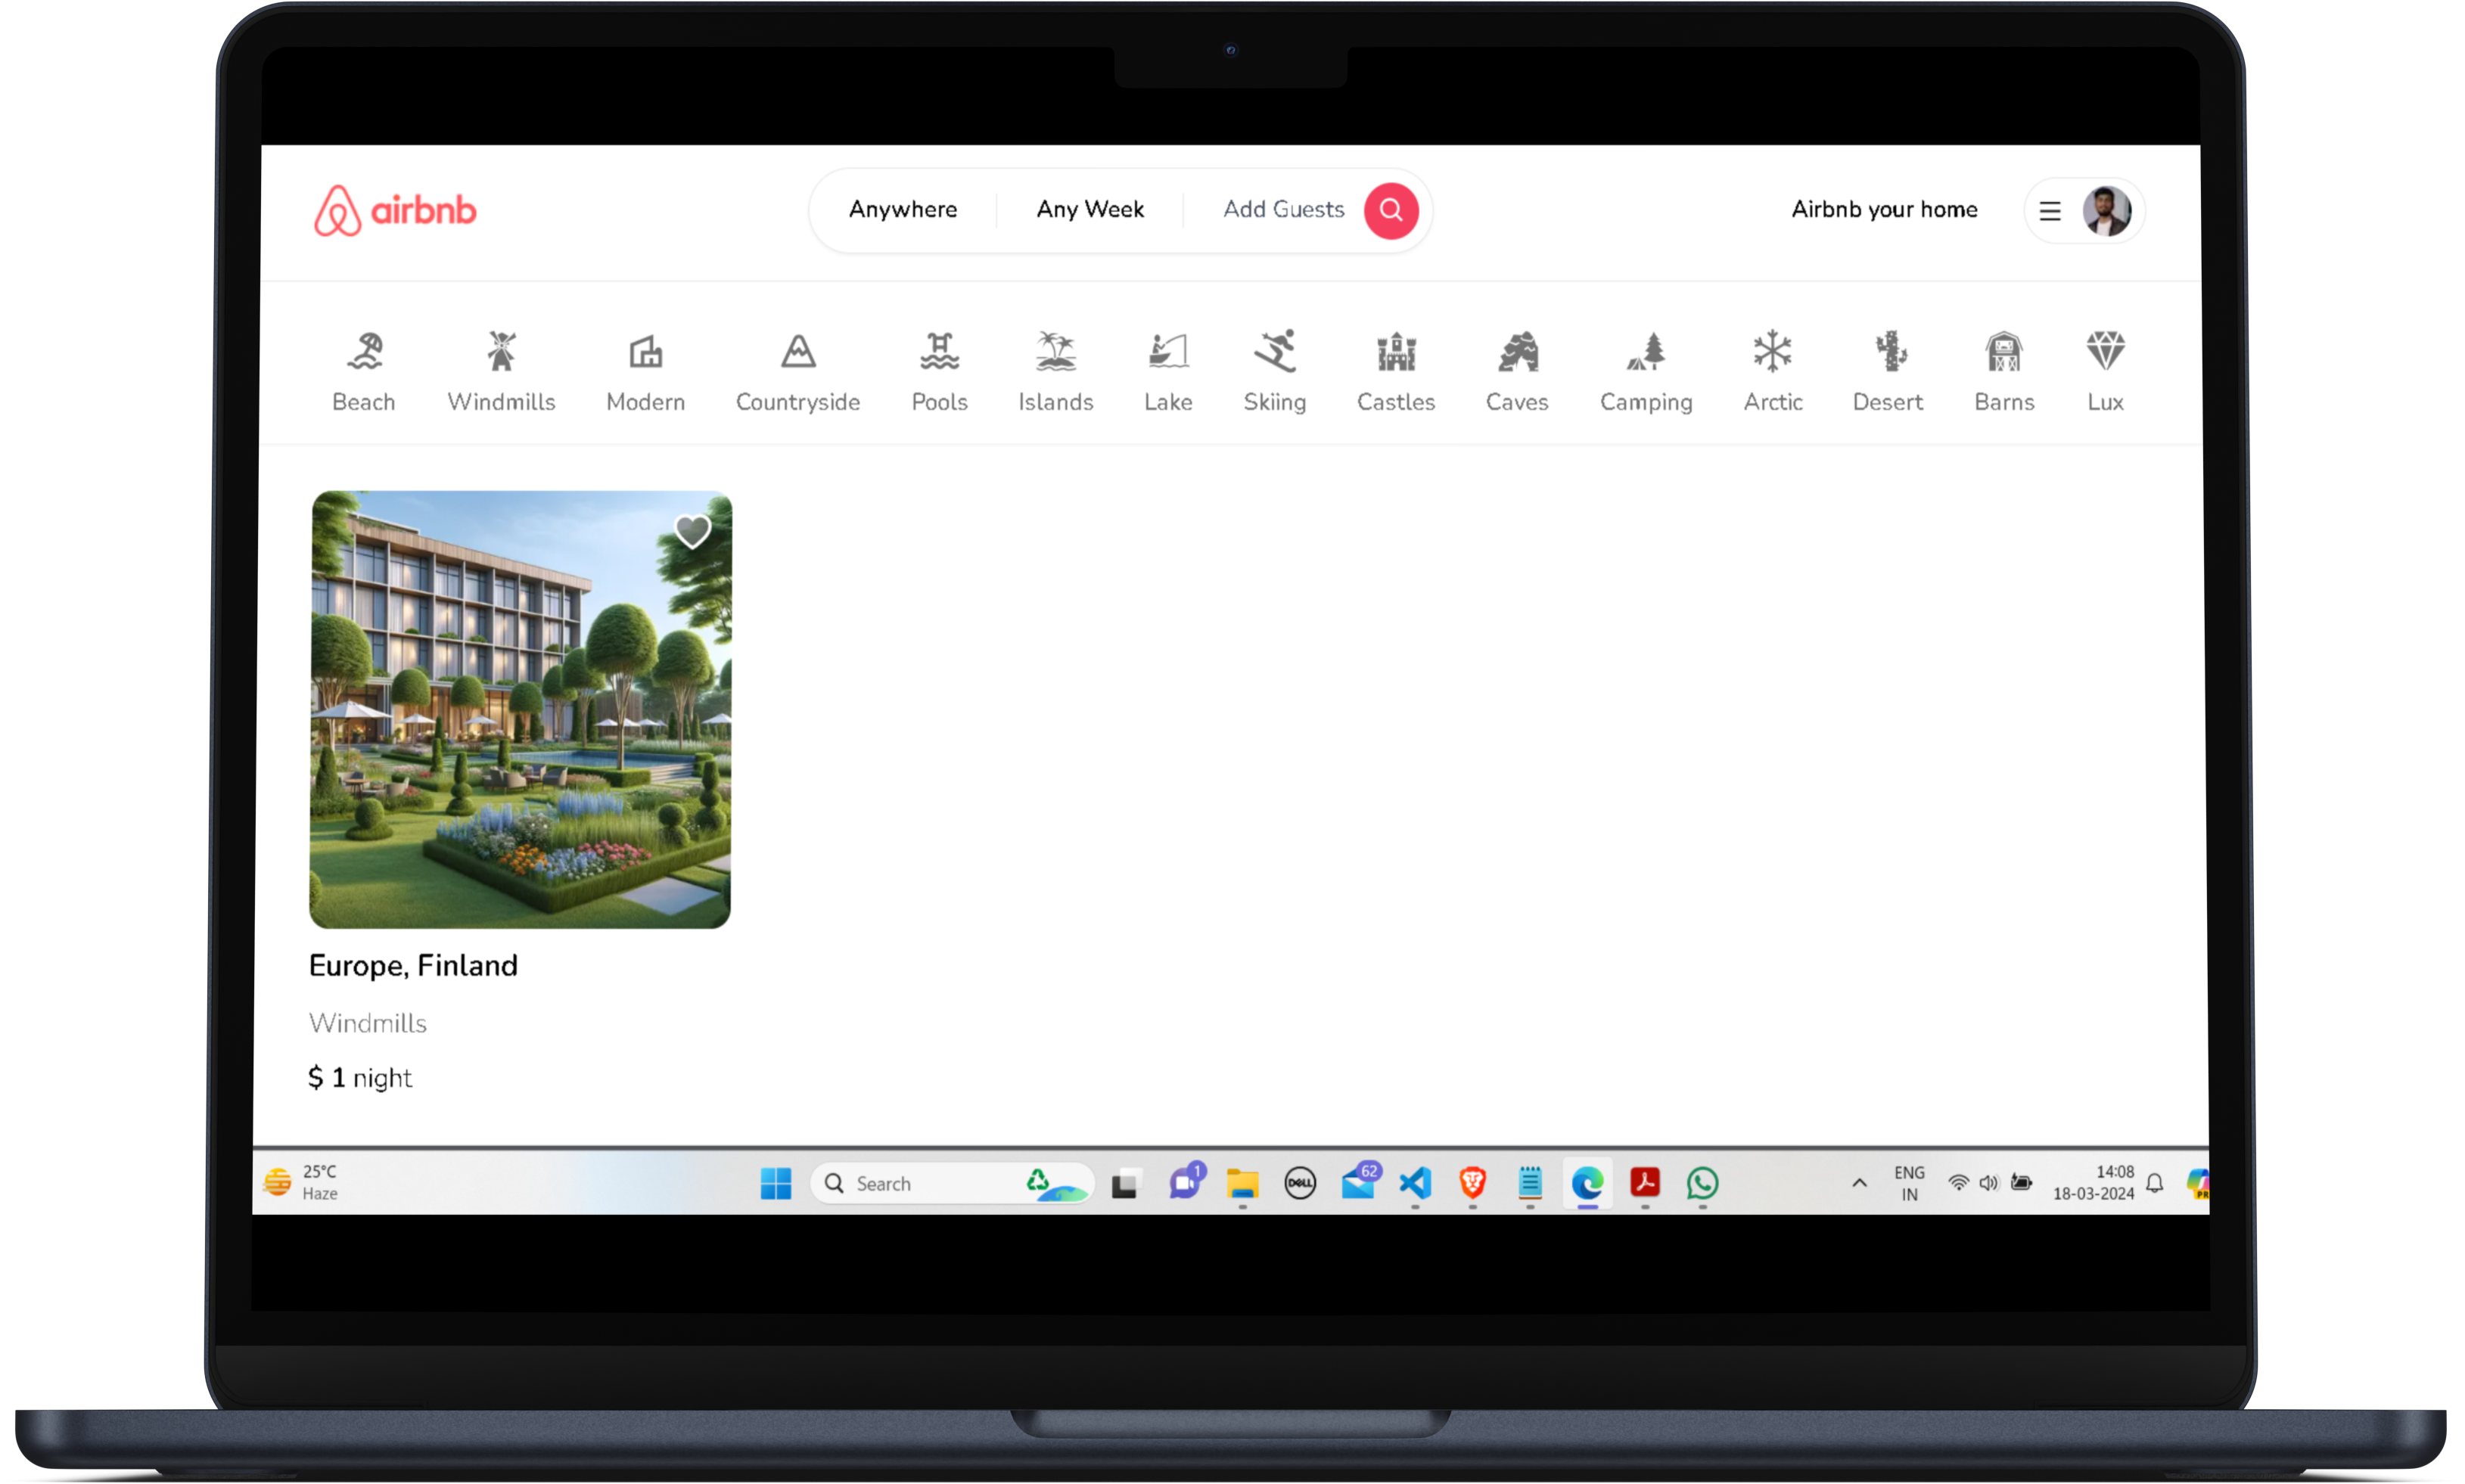 airbnb
Anywhere Any Week Add Guests
Airbnb your home
Beach Windmills Modern Countryside Pools Islands Lake Skiing Castles Caves Camping Arctic Desert Barns Lux
Europe, Finland
Windmills
$ 1 night
25°C
Haze
Search
1
DELL
62
ENG
IN
14:08
18-03-2024
PRE